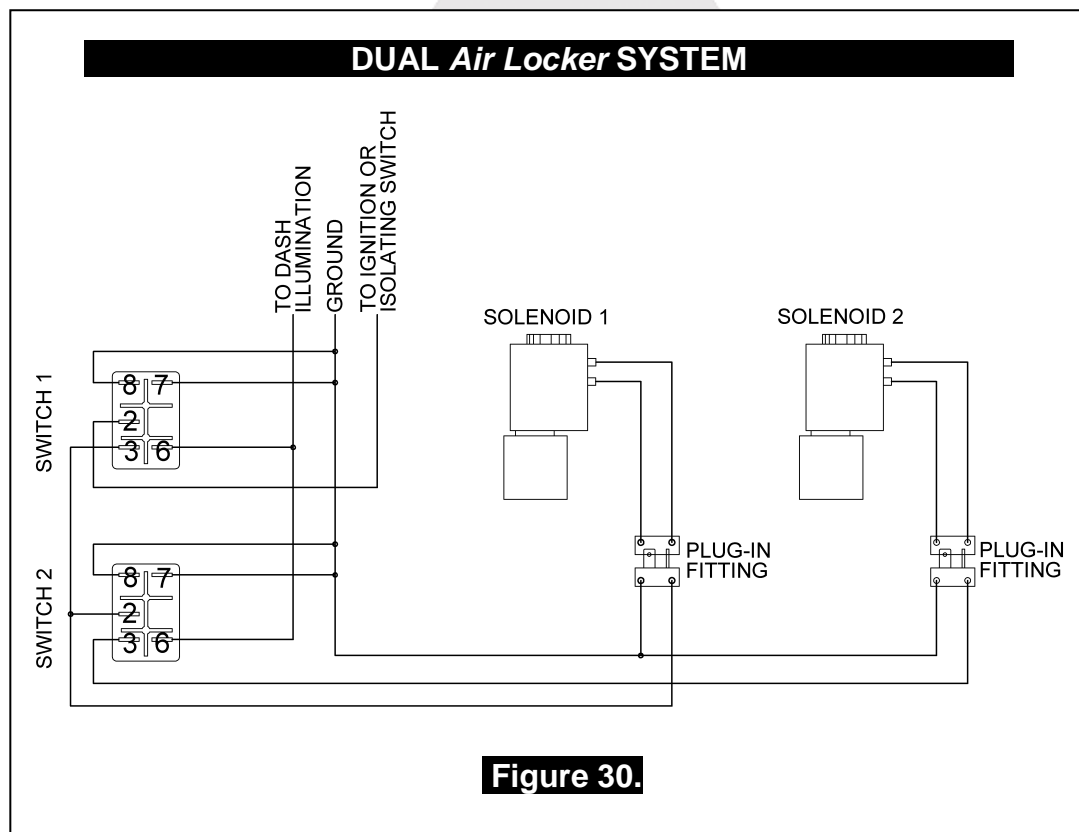 DUAL Air Locker SYSTEM
TO DASH
ILLUMINATION
GROUND
TO IGNITION OR
ISOLATING SWITCH
SOLENOID 1
SOLENOID 2
SWITCH 1
8 7
2
3 6
SWITCH 2
8 7
2
3 6
PLUG-IN
FITTING
PLUG-IN
FITTING
Figure 30.